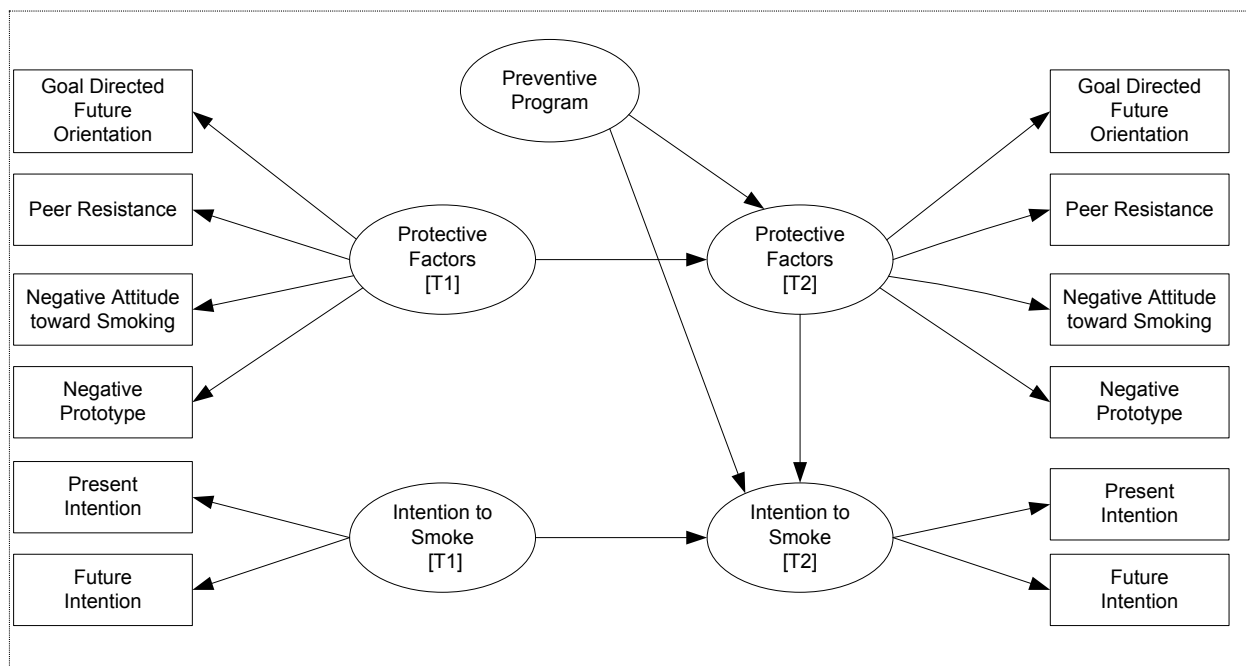 Goal Directed
Future
Orientation
Peer Resistance
Negative Attitude
toward Smoking
Negative
Prototype
Present
Intention
Future
Intention
Preventive
Program
Protective
Factors
[T1]
Intention to
Smoke
[T1]
Protective
Factors
[T2]
Intention to
Smoke
[T2]
Goal Directed
Future
Orientation
Peer Resistance
Negative Attitude
toward Smoking
Negative
Prototype
Present
Intention
Future
Intention